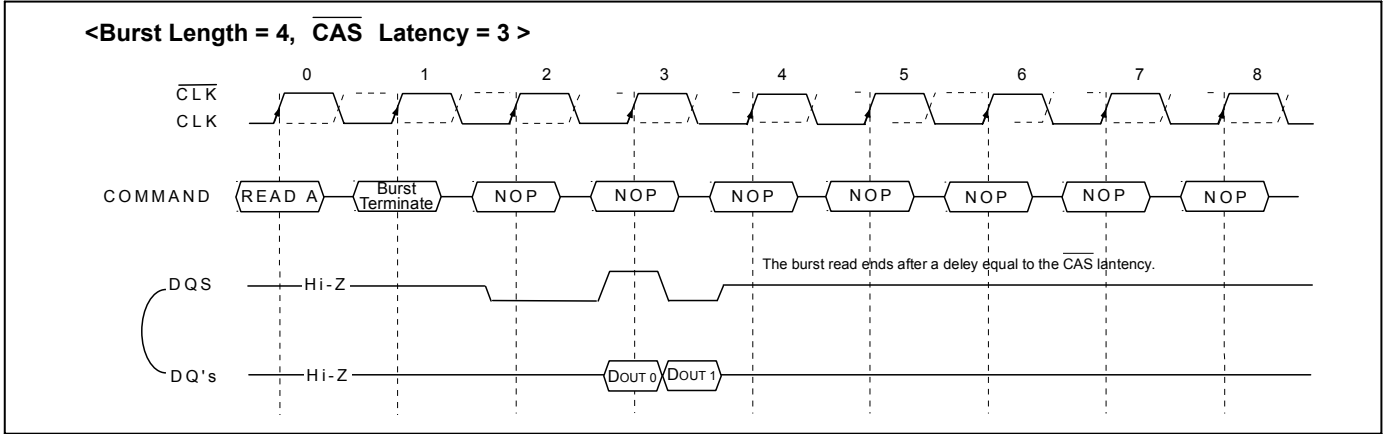 <Burst Length = 4, CAS Latency = 3 >
0 1 2 3 4 5 6 7 8
CLK
CLK
COMMAND READ A Burst Terminate NOP NOP NOP NOP NOP NOP NOP
The burst read ends after a deley equal to the CAS lantency.
DQS Hi-Z
DQ's Hi-Z DOUT 0 DOUT 1